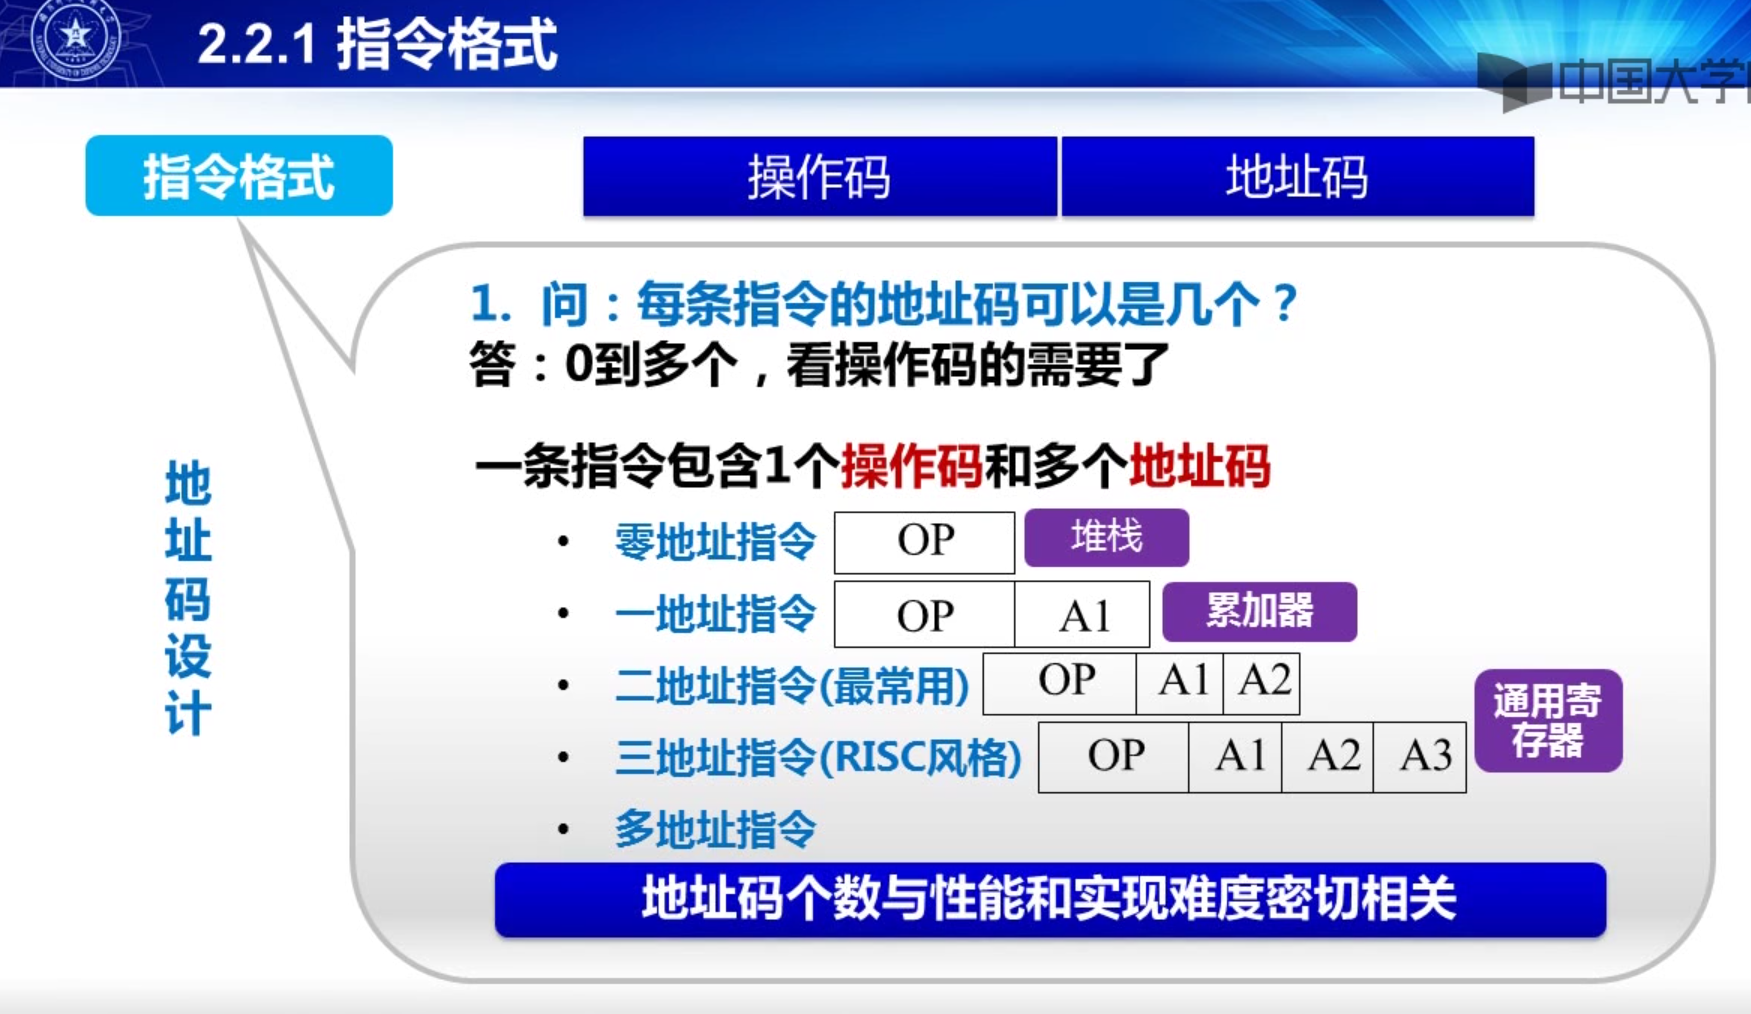 2.2.1 指令格式
中国大学
指令格式
操作码
地址码
1. 问：每条指令的地址码可以是几个？
答：0到多个，看操作码的需要了
一条指令包含1个操作码和多个地址码
• 零地址指令 OP 堆栈
• 一地址指令 OP A1 累加器
• 二地址指令(最常用) OP A1 A2
通用寄存器
• 三地址指令(RISC风格) OP A1 A2 A3
• 多地址指令
地址码个数与性能和实现难度密切相关
地址码设计